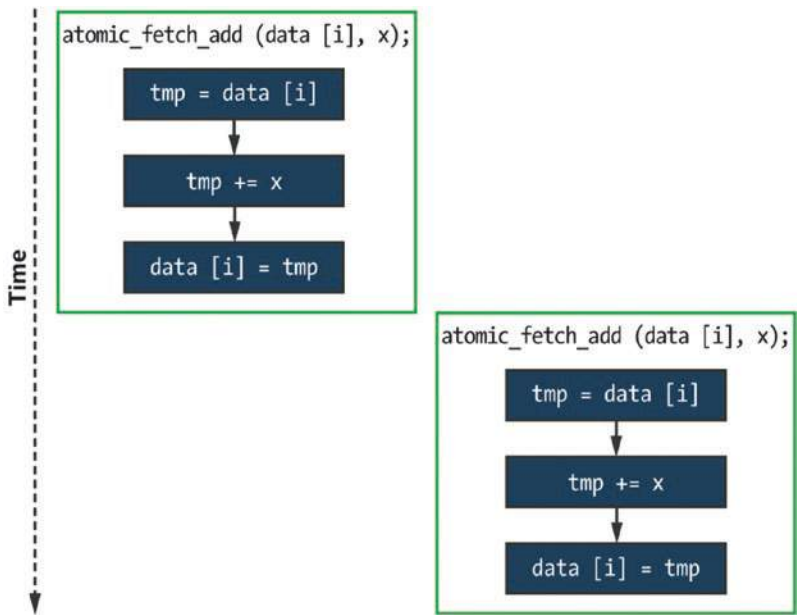 Time
atomic_fetch_add (data [i], x);
tmp = data [i]
tmp += x
data [i] = tmp
atomic_fetch_add (data [i], x);
tmp = data [i]
tmp += x
data [i] = tmp